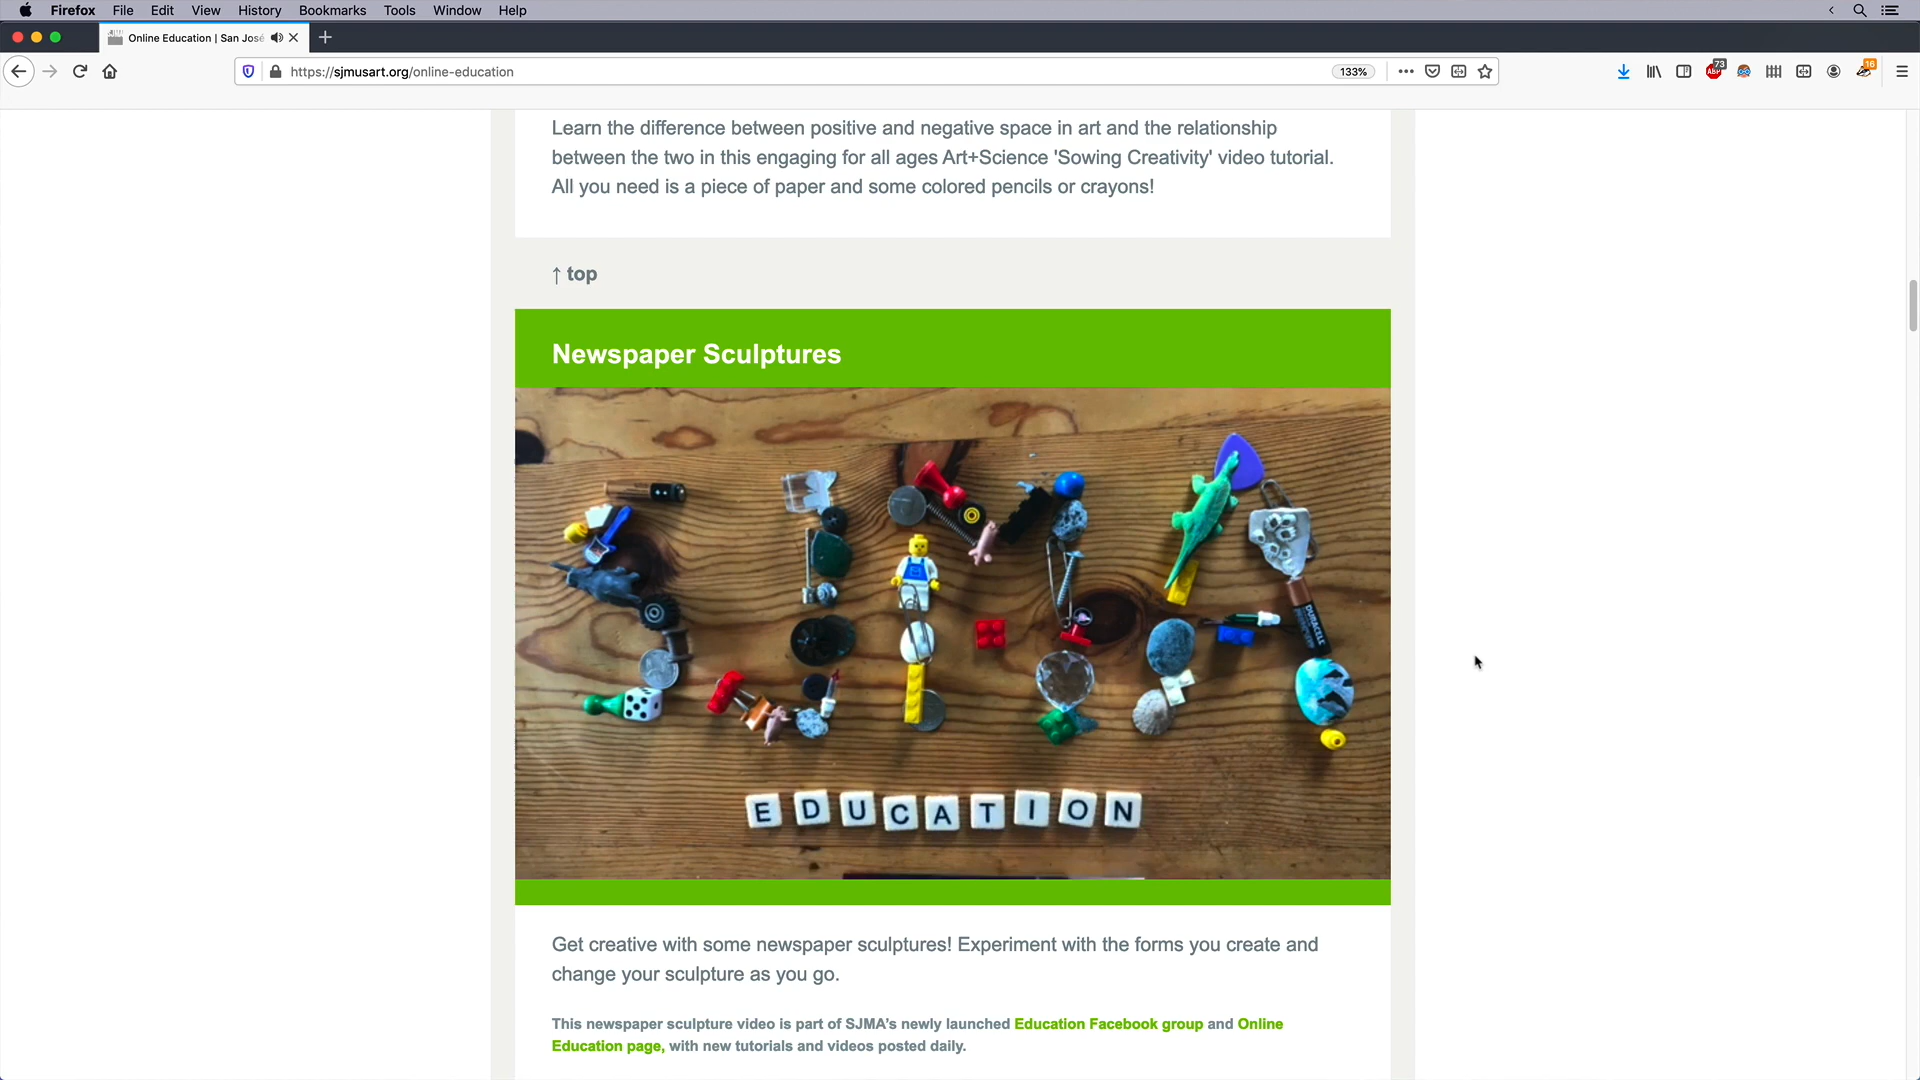 Firefox File Edit View History Bookmarks Tools Window Help
Online Education | San José
https://sjmusart.org/online-education
133%
ABP
73
16
Learn the difference between positive and negative space in art and the relationship
between the two in this engaging for all ages Art+Science 'Sowing Creativity' video tutorial.
All you need is a piece of paper and some colored pencils or crayons!
↑ top
Newspaper Sculptures
SJMA
DURACELL
EDUCATION
Get creative with some newspaper sculptures! Experiment with the forms you create and
change your sculpture as you go.
This newspaper sculpture video is part of SJMA’s newly launched Education Facebook group and Online
Education page, with new tutorials and videos posted daily.